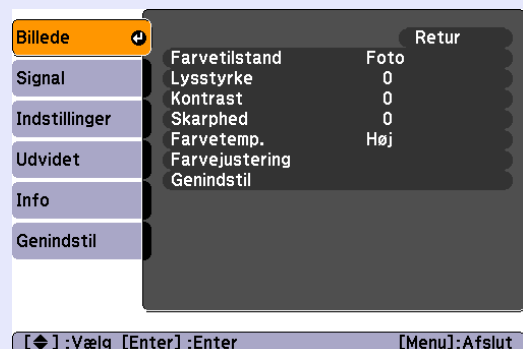 Billede
Signal
Indstillinger
Udvidet
Info
Genindstil
Retur
Farvetilstand Foto
Lysstyrke 0
Kontrast 0
Skarphed 0
Farvetemp. Høj
Farvejustering
Genindstil
[◆] :Vælg [Enter] :Enter [Menu]:Afslut